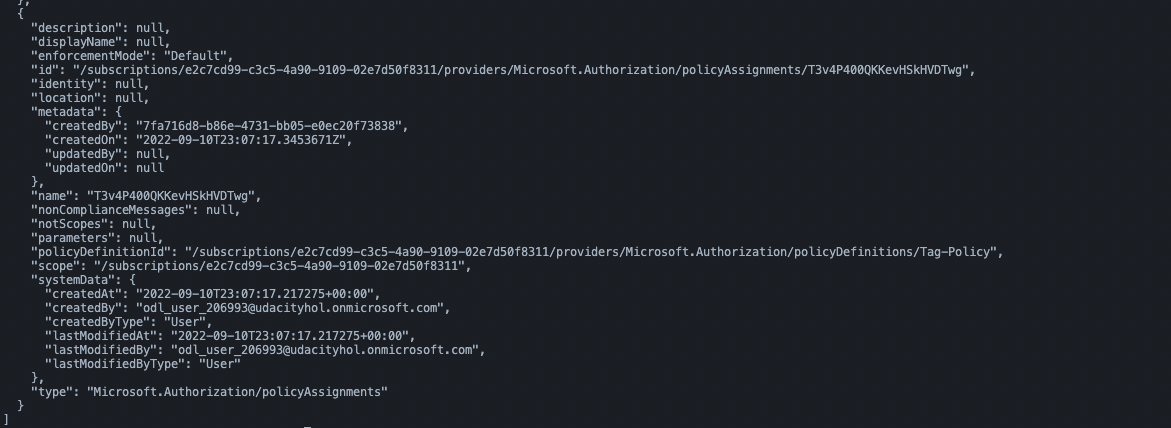 },
{
"description": null,
"displayName": null,
"enforcementMode": "Default",
"id": "/subscriptions/e2c7cd99-c3c5-4a90-9109-02e7d50f8311/providers/Microsoft.Authorization/policyAssignments/T3v4P400QKKevHSkHVDTwg",
"identity": null,
"location": null,
"metadata": {
"createdBy": "7fa716d8-b86e-4731-bb05-e0ec20f73838",
"createdOn": "2022-09-10T23:07:17.3453671Z",
"updatedBy": null,
"updatedOn": null
},
"name": "T3v4P400QKKevHSkHVDTwg",
"nonComplianceMessages": null,
"notScopes": null,
"parameters": null,
"policyDefinitionId": "/subscriptions/e2c7cd99-c3c5-4a90-9109-02e7d50f8311/providers/Microsoft.Authorization/policyDefinitions/Tag-Policy",
"scope": "/subscriptions/e2c7cd99-c3c5-4a90-9109-02e7d50f8311",
"systemData": {
"createdAt": "2022-09-10T23:07:17.217275+00:00",
"createdBy": "odl_user_206993@udacityhol.onmicrosoft.com",
"createdByType": "User",
"lastModifiedAt": "2022-09-10T23:07:17.217275+00:00",
"lastModifiedBy": "odl_user_206993@udacityhol.onmicrosoft.com",
"lastModifiedByType": "User"
},
"type": "Microsoft.Authorization/policyAssignments"
}
]